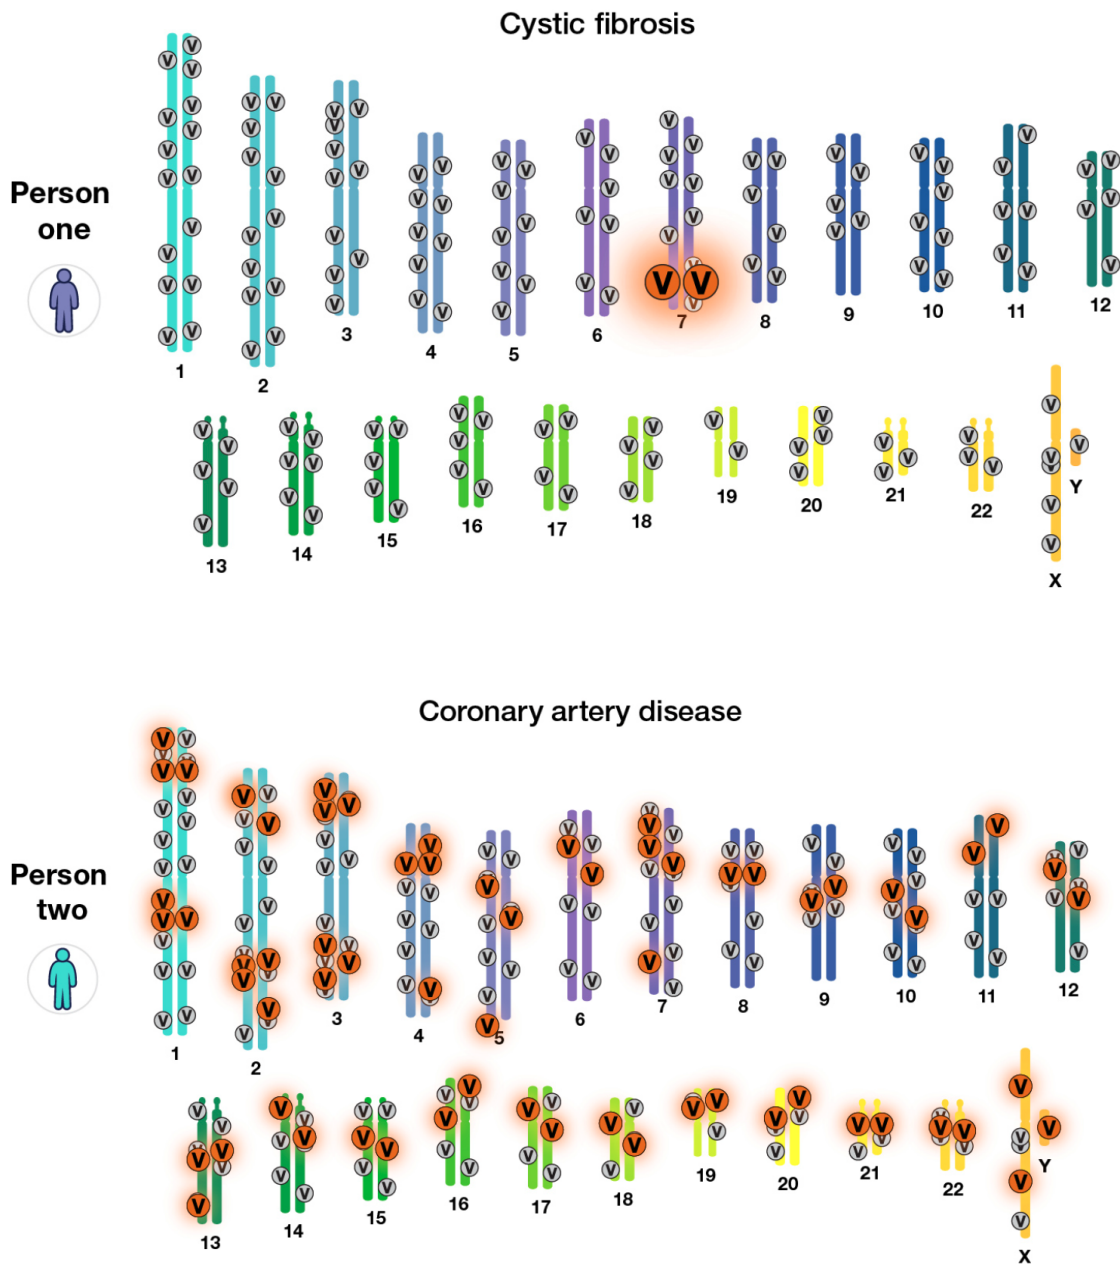 Cystic fibrosis
Person
one
V V V V V V V V V V V V V V V V
1 2 3 4 5 6 7 8 9 10 11 12
13 14 15 16 17 18 19 20 21 22 X Y
Coronary artery disease
Person
two
1 2 3 4 5 6 7 8 9 10 11 12
13 14 15 16 17 18 19 20 21 22 X Y